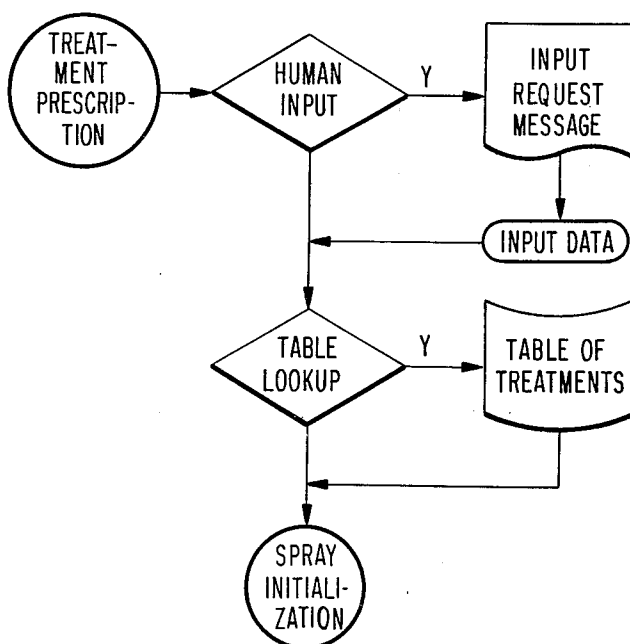 TREAT-
MENT
PRESCRIP-
TION
HUMAN
INPUT
Y
INPUT
REQUEST
MESSAGE
INPUT DATA
TABLE
LOOKUP
Y
TABLE OF
TREATMENTS
SPRAY
INITIALI-
ZATION